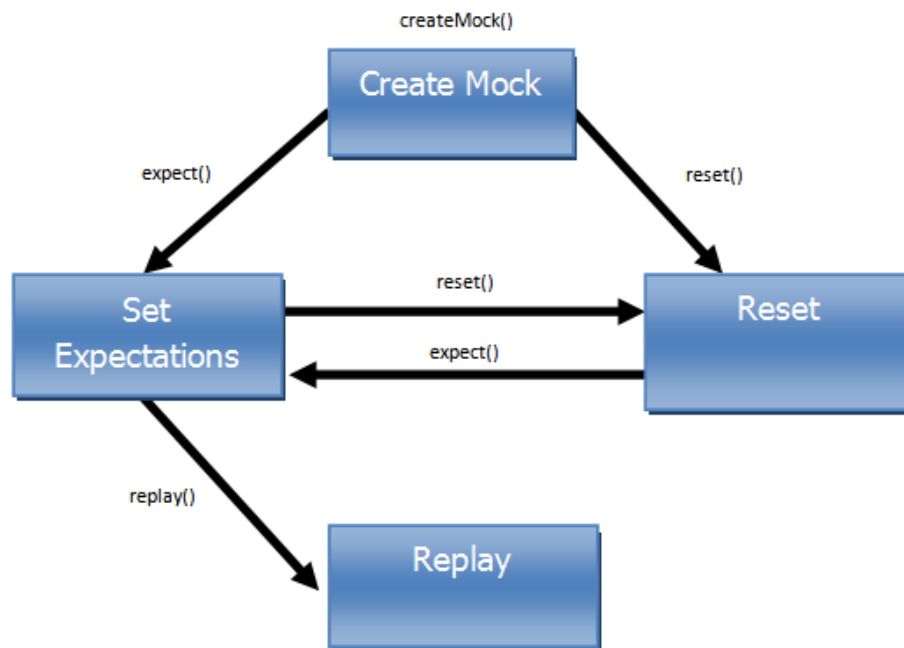 createMock()
Create Mock
expect()
reset()
Set
Expectations
reset()
expect()
Reset
replay()
Replay